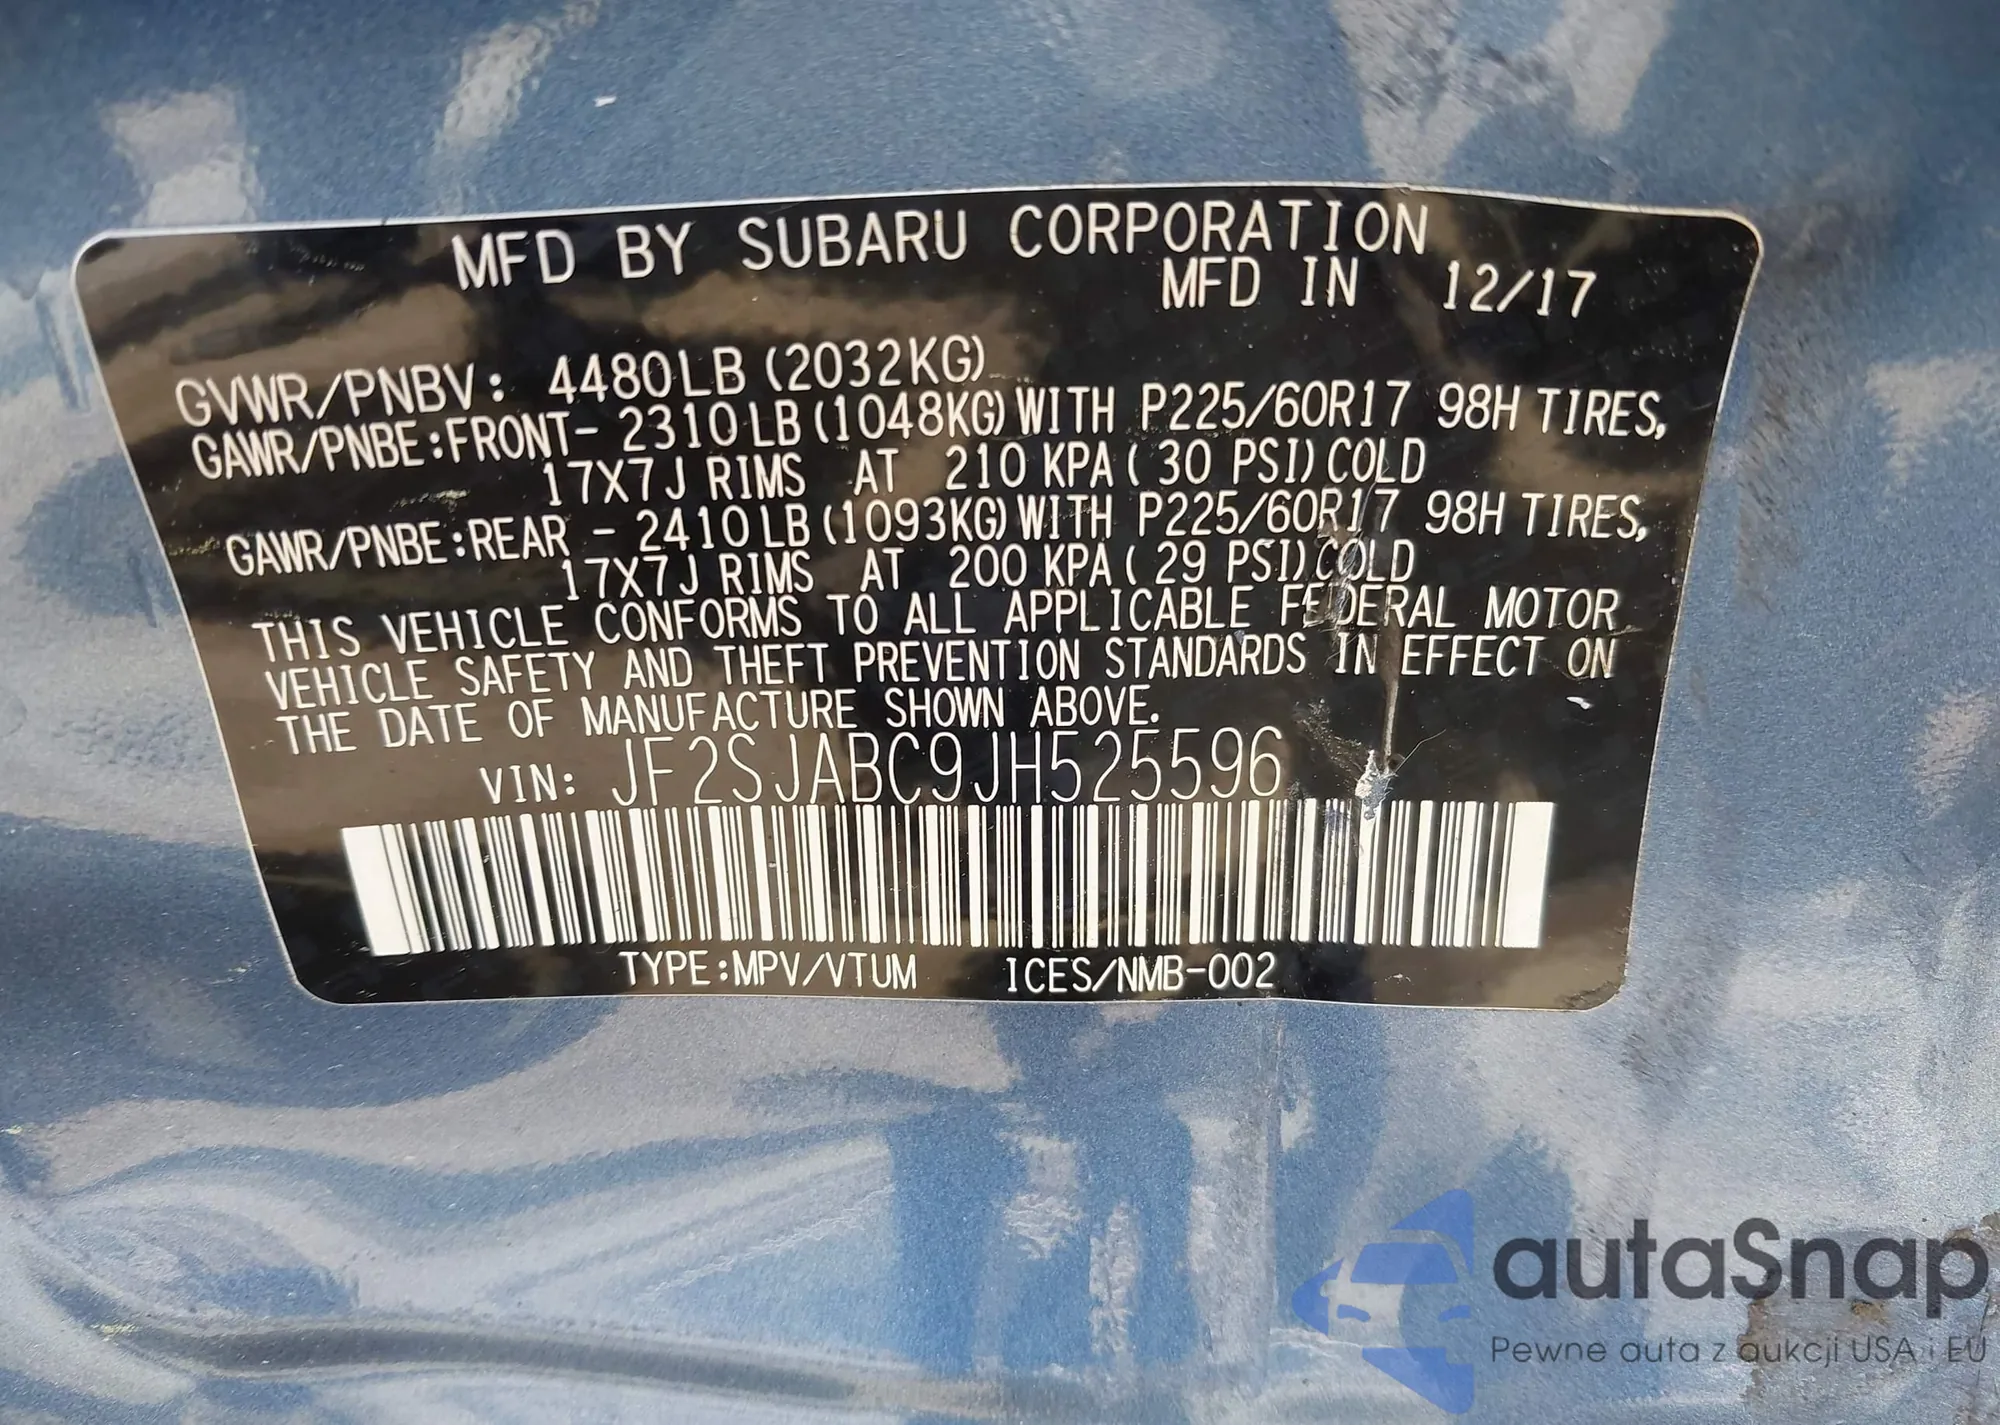 MFD BY SUBARU CORPORATION
MFD IN 12/17
GVWR/PNBV: 4480LB (2032KG)
GAWR/PNBE:FRONT- 2310LB(1048KG)WITH P225/60R17 98H TIRES,
17X7J RIMS AT 210 KPA( 30 PSI)COLD
GAWR/PNBE:REAR - 2410LB(1093KG)WITH P225/60R17 98H TIRES,
17X7J RIMS AT 200 KPA( 29 PSI)COLD
THIS VEHICLE CONFORMS TO ALL APPLICABLE FEDERAL MOTOR
VEHICLE SAFETY AND THEFT PREVENTION STANDARDS IN EFFECT ON
THE DATE OF MANUFACTURE SHOWN ABOVE.
VIN: JF2SJABC9JH525596
TYPE:MPV/VTUM ICES/NMB-002
autaSnap
Pewne auta z aukcji USA i EU